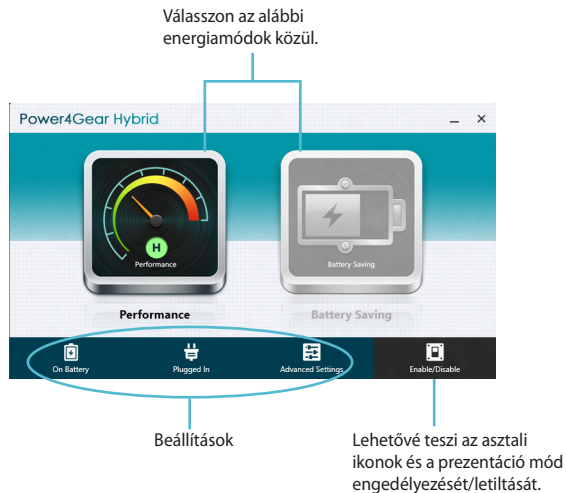 Válasszon az alábbi
energiamódok közül.
Power4Gear Hybrid
H
Performance
Battery Saving
Performance
Battery Saving
On Battery
Plugged In
Advanced Settings
Enable/Disable
Beállítások
Lehetővé teszi az asztali
ikonok és a prezentáció mód
engedélyezését/letiltását.